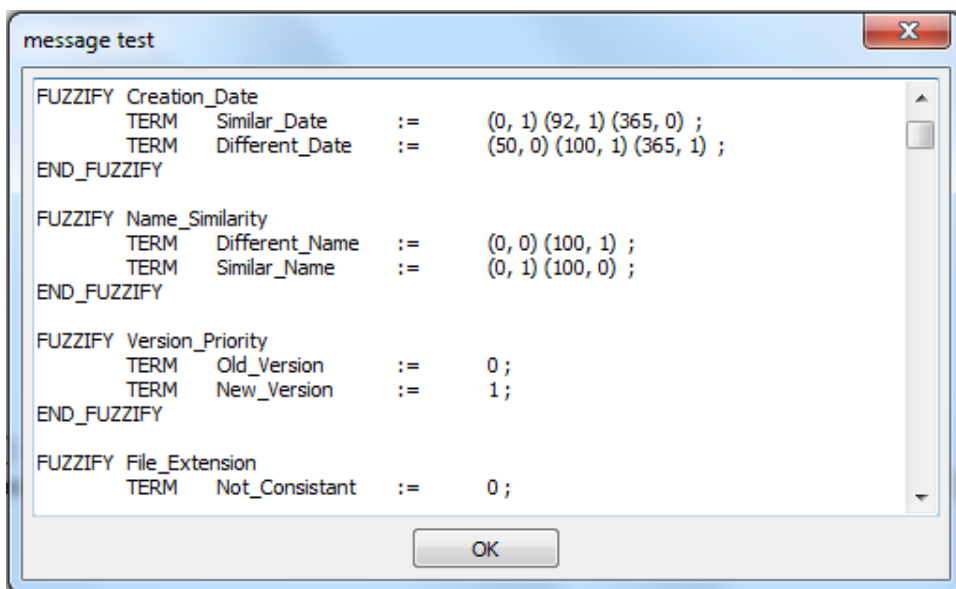 message test
FUZZIFY Creation_Date
TERM Similar_Date := (0, 1) (92, 1) (365, 0) ;
TERM Different_Date := (50, 0) (100, 1) (365, 1) ;
END_FUZZIFY
FUZZIFY Name_Similarity
TERM Different_Name := (0, 0) (100, 1) ;
TERM Similar_Name := (0, 1) (100, 0) ;
END_FUZZIFY
FUZZIFY Version_Priority
TERM Old_Version := 0 ;
TERM New_Version := 1 ;
END_FUZZIFY
FUZZIFY File_Extension
TERM Not_Consistant := 0 ;
OK